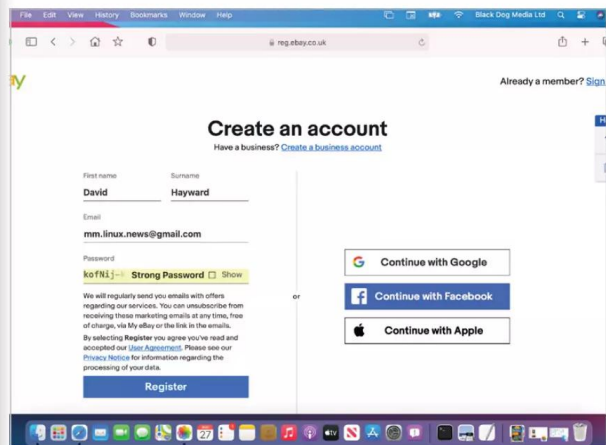 File Edit View History Bookmarks Window Help
Black Dog Media Ltd
reg.ebay.co.uk
ay
Already a member? Sign
Create an account
Have a business? Create a business account
First name Surname
David Hayward
Email
mm.linux.news@gmail.com
Password
kofNij- Strong Password Show
We will regularly send you emails with offers
regarding our services. You can unsubscribe from
receiving these marketing emails at any time, free
of charge, via My eBay or the link in the emails.
By selecting Register you agree you've read and
accepted our User Agreement. Please see our
Privacy Notice for information regarding the
processing of your data.
Register
or
Continue with Google
Continue with Facebook
Continue with Apple
27
tv